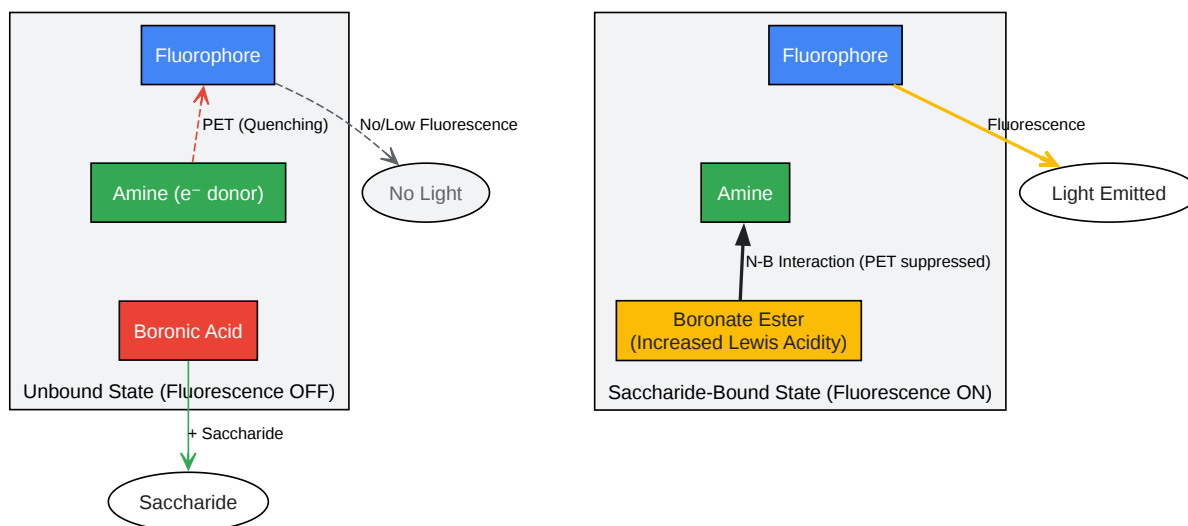 Fluorophore
PET (Quenching)
No/Low Fluorescence
Amine (e⁻ donor)
No Light
Boronic Acid
Unbound State (Fluorescence OFF)
+ Saccharide
Saccharide
Fluorophore
Fluorescence
Amine
Light Emitted
N-B Interaction (PET suppressed)
Boronate Ester
(Increased Lewis Acidity)
Saccharide-Bound State (Fluorescence ON)